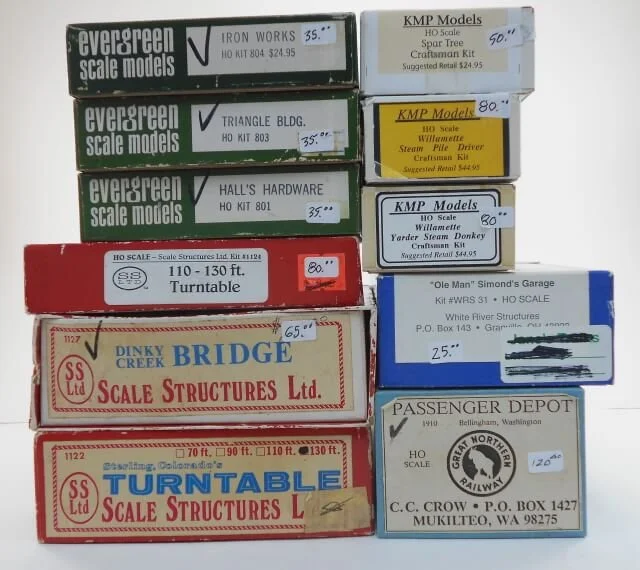 evergreen
scale models
IRON WORKS
HO KIT 804 $24.95
35.00
evergreen
scale models
TRIANGLE BLDG.
HO KIT 803
35.00
evergreen
scale models
HALL'S HARDWARE
HO KIT 801
35.00
HO SCALE – Scale Structures Ltd. Kit #1124
SS
LTD
110 - 130 ft.
Turntable
80.00
1127
SS
Ltd
DINKY
CREEK BRIDGE
65.00
SCALE STRUCTURES Ltd.
1122
70 ft. 90 ft. 110 ft. 130 ft.
Sterling, Colorado's
TURNTABLE
SS
Ltd
SCALE STRUCTURES L
KMP Models
HO Scale
Spar Tree
Craftsman Kit
Suggested Retail $24.95
50.00
KMP Models
80.00
HO Scale
Willamette
Steam Pile Driver
Craftsman Kit
Suggested Retail $44.95
KMP Models
HO Scale
Willamette
Yarder Steam Donkey
Craftsman Kit
Suggested Retail $44.95
80.00
"Ole Man" Simond's Garage
Kit #WRS 31 • HO SCALE
White River Structures
P.O. Box 143 •
25.00
PASSENGER DEPOT
1910 Bellingham, Washington
HO
SCALE
GREAT NORTHERN
RAILWAY
120.00
C.C. CROW • P.O. BOX 1427
MUKILTEO, WA 98275